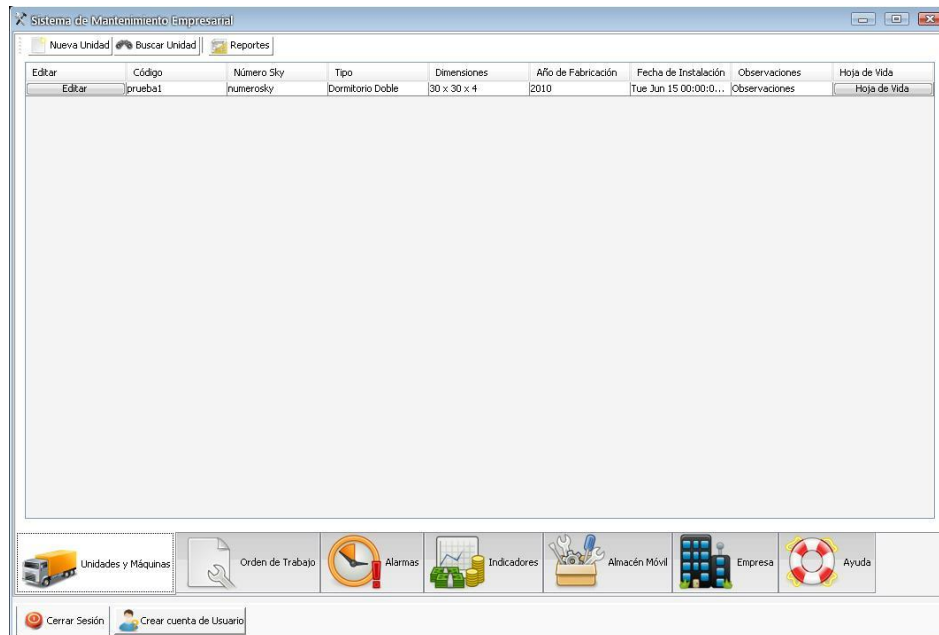 Sistema de Mantenimiento Empresarial
Nueva Unidad Buscar Unidad Reportes
Editar Código Número Sky Tipo Dimensiones Año de Fabricación Fecha de Instalación Observaciones Hoja de Vida
Editar prueba1 numerosky Dormitorio Doble 30 x 30 x 4 2010 Tue Jun 15 00:00:0... Observaciones Hoja de Vida
Unidades y Máquinas Orden de Trabajo Alarmas Indicadores Almacén Móvil Empresa Ayuda
Cerrar Sesión Crear cuenta de Usuario